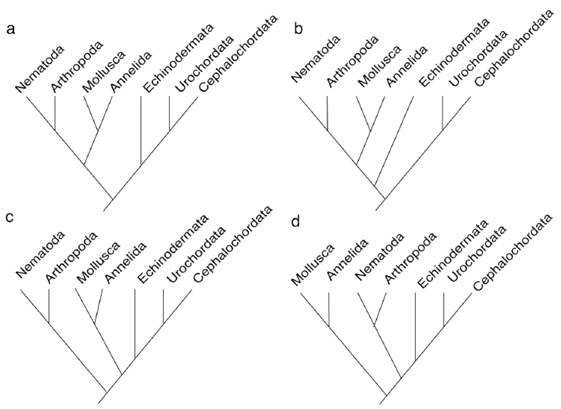 a
Nematoda
Arthropoda
Mollusca
Annelida
Echinodermata
Urochordata
Cephalochordata
b
Nematoda
Arthropoda
Mollusca
Annelida
Echinodermata
Urochordata
Cephalochordata
c
Nematoda
Arthropoda
Mollusca
Annelida
Echinodermata
Urochordata
Cephalochordata
d
Mollusca
Annelida
Nematoda
Arthropoda
Echinodermata
Urochordata
Cephalochordata